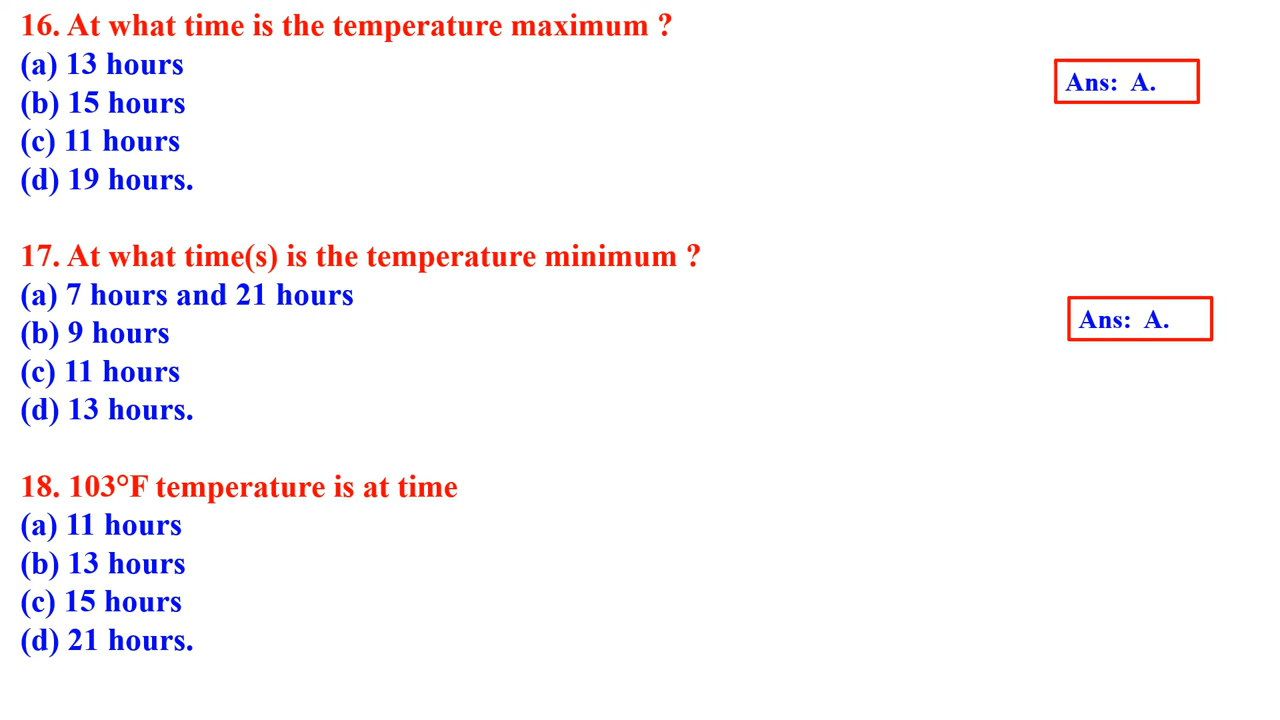 16. At what time is the temperature maximum ?
(a) 13 hours
(b) 15 hours
(c) 11 hours
(d) 19 hours.
Ans: A.
17. At what time(s) is the temperature minimum ?
(a) 7 hours and 21 hours
(b) 9 hours
(c) 11 hours
(d) 13 hours.
Ans: A.
18. 103°F temperature is at time
(a) 11 hours
(b) 13 hours
(c) 15 hours
(d) 21 hours.